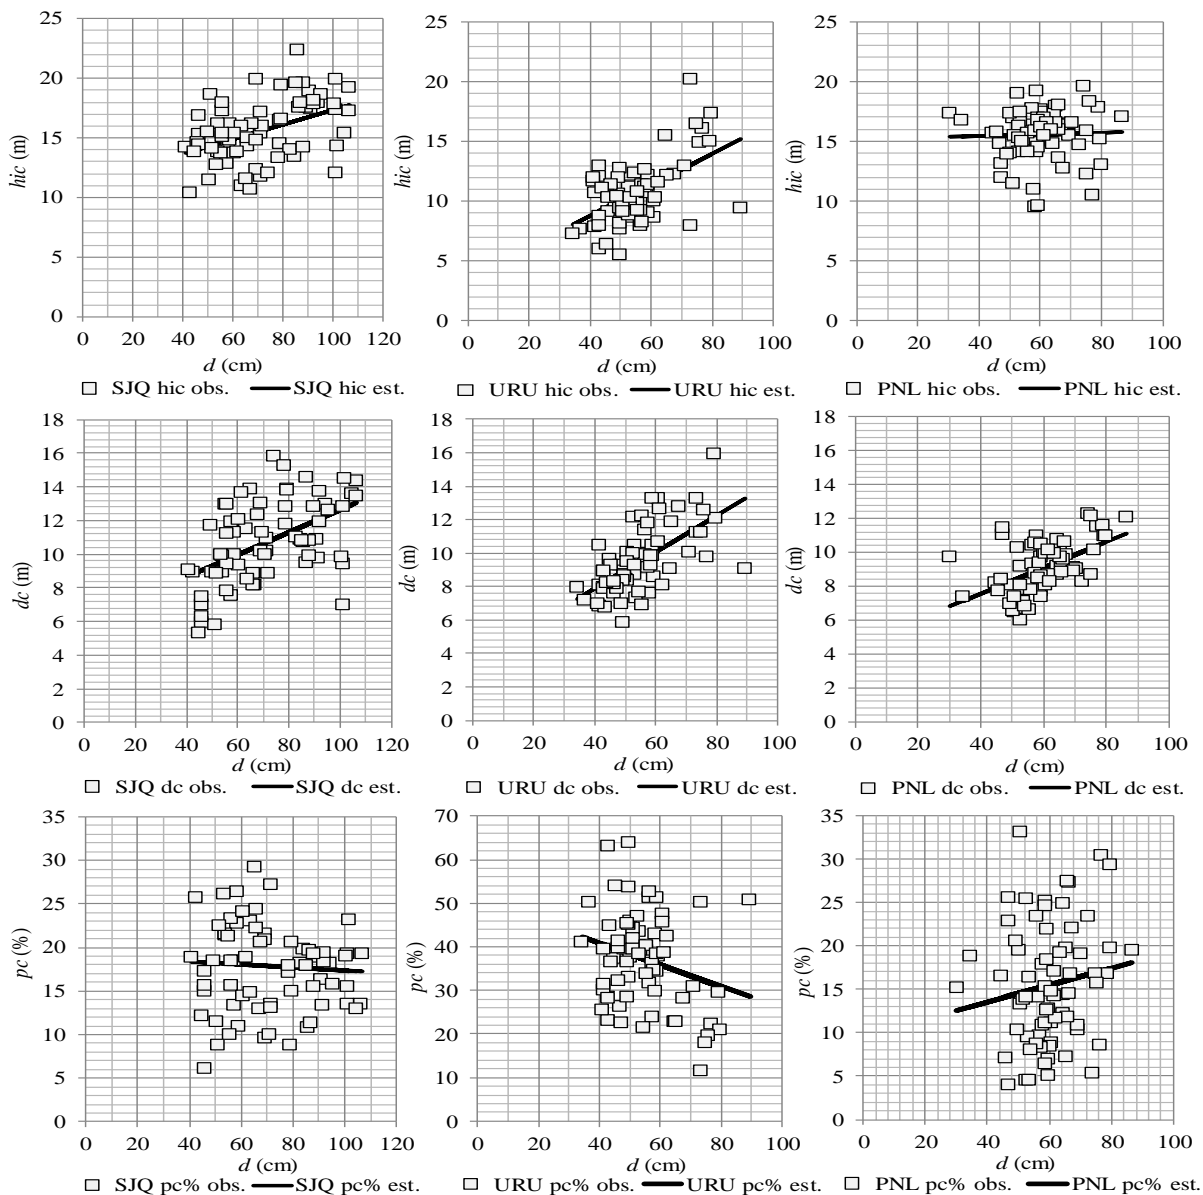 25
20
15
10
5
0
hic (m)
0 20 40 60 80 100 120
d (cm)
SJQ hic obs. SJQ hic est.
25
20
15
10
5
0
hic (m)
0 20 40 60 80 100
d (cm)
URU hic obs. URU hic est.
25
20
15
10
5
0
hic (m)
0 20 40 60 80 100
d (cm)
PNL hic obs. PNL hic est.
18
16
14
12
10
8
6
4
2
0
dc (m)
0 20 40 60 80 100 120
d (cm)
SJQ dc obs. SJQ dc est.
18
16
14
12
10
8
6
4
2
0
dc (m)
0 20 40 60 80 100
d (cm)
URU dc obs. URU dc est.
18
16
14
12
10
8
6
4
2
0
dc (m)
0 20 40 60 80 100
d (cm)
PNL dc obs. PNL dc est.
35
30
25
20
15
10
5
0
pc (%)
0 20 40 60 80 100 120
d (cm)
SJQ pc% obs. SJQ pc% est.
70
60
50
40
30
20
10
0
pc (%)
0 20 40 60 80 100
d (cm)
URU pc% obs. URU pc% est.
35
30
25
20
15
10
5
0
pc (%)
0 20 40 60 80 100
d (cm)
PNL pc% obs. PNL pc% est.